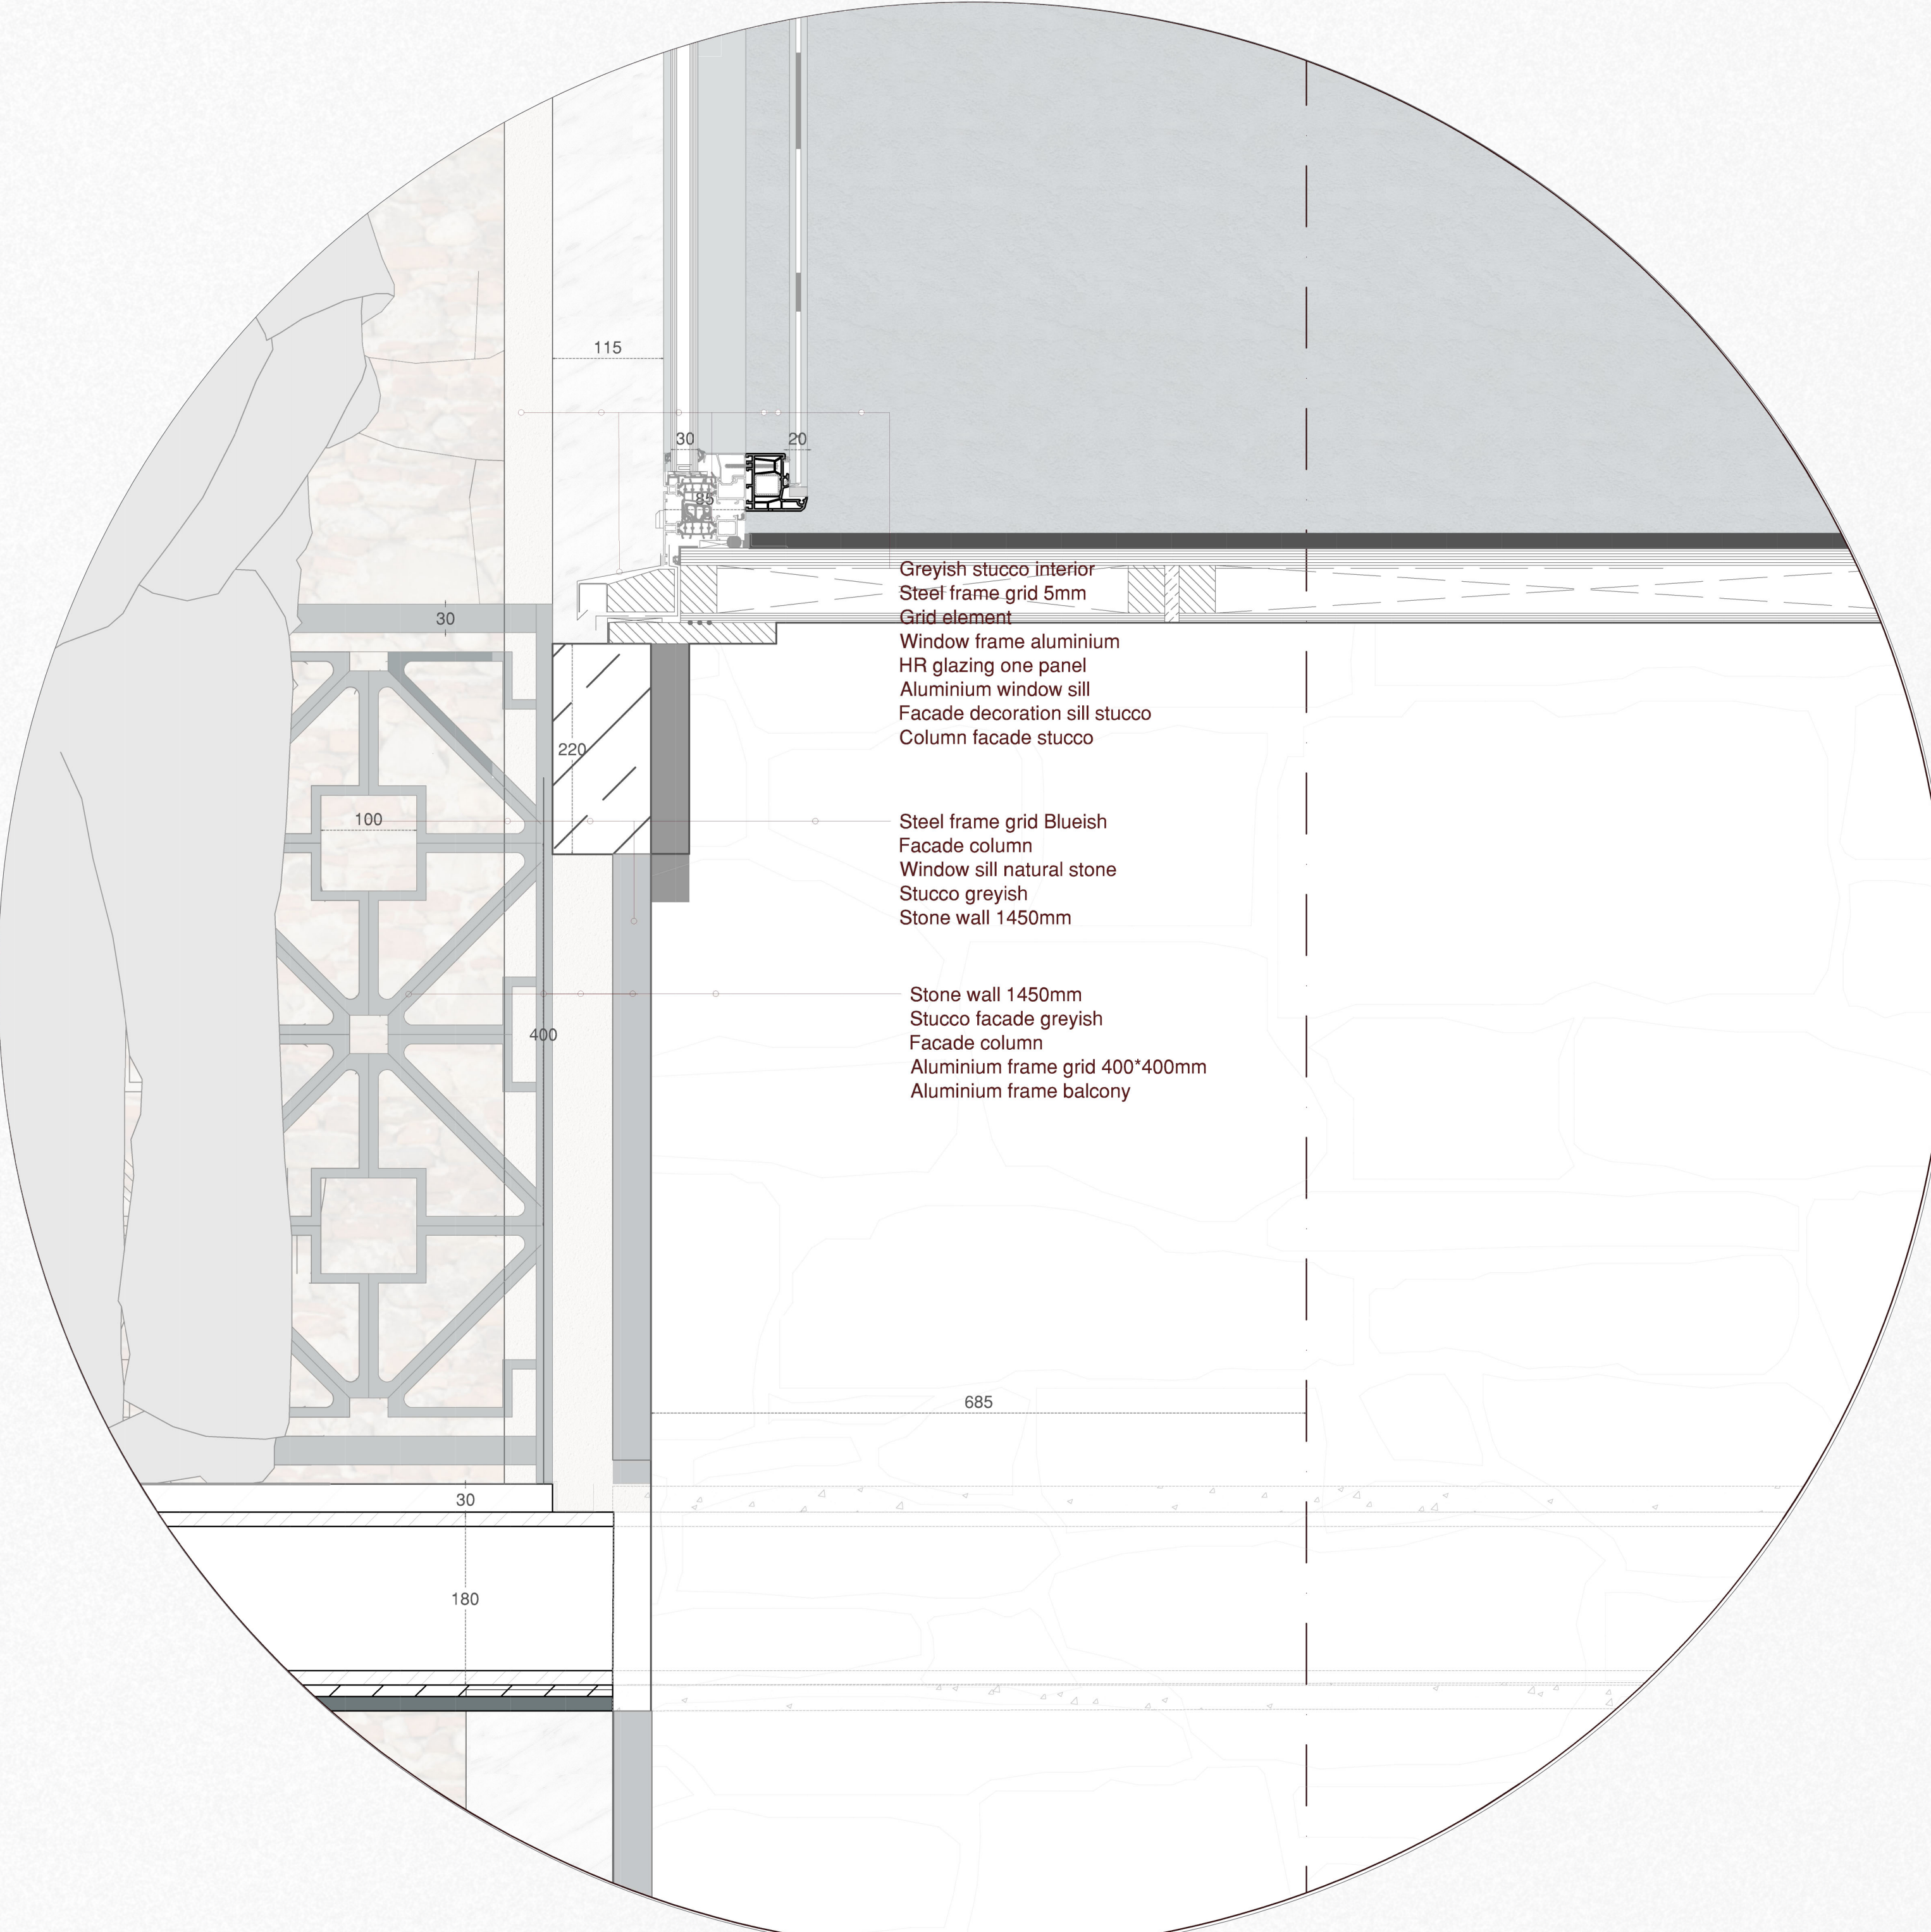 115
30
20
85
Greyish stucco interior
Steel frame grid 5mm
Grid element
Window frame aluminium
HR glazing one panel
Aluminium window sill
Facade decoration sill stucco
Column facade stucco
30
220
100
Steel frame grid Blueish
Facade column
Window sill natural stone
Stucco greyish
Stone wall 1450mm
Stone wall 1450mm
Stucco facade greyish
Facade column
Aluminium frame grid 400*400mm
Aluminium frame balcony
400
685
30
180